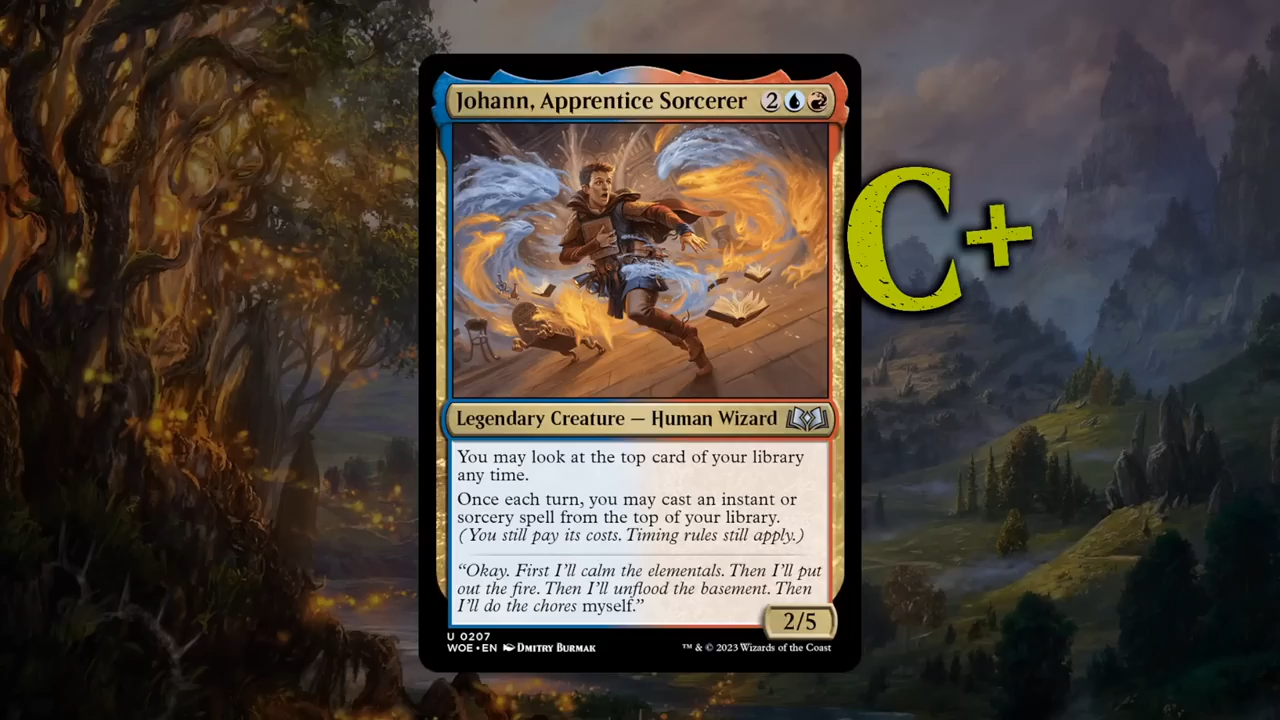 Johann, Apprentice Sorcerer 2
C+
Legendary Creature — Human Wizard
You may look at the top card of your library
any time.
Once each turn, you may cast an instant or
sorcery spell from the top of your library.
(You still pay its costs. Timing rules still apply.)
“Okay. First I’ll calm the elementals. Then I’ll put
out the fire. Then I’ll unflood the basement. Then
I’ll do the chores myself.”
2/5
U 0207
WOE • EN Dmitry Burmak
™ & © 2023 Wizards of the Coast